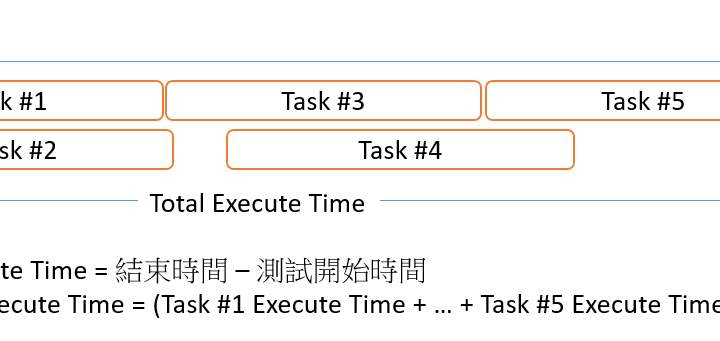 k #1 Task #3 Task #5
sk #2 Task #4
Total Execute Time
te Time = 結束時間 – 測試開始時間
ecute Time = (Task #1 Execute Time + ... + Task #5 Execute Time